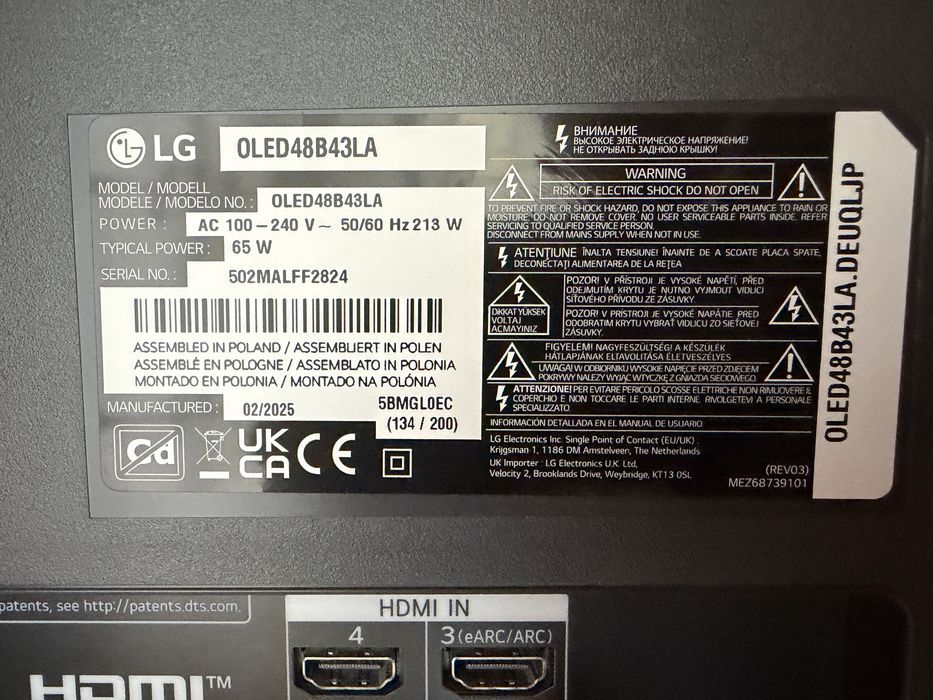 LG OLED48B43LA
MODEL / MODELL
MODELE / MODELO NO. : OLED48B43LA
POWER : AC 100 – 240 V ~ 50/60 Hz 213 W
TYPICAL POWER : 65 W
SERIAL NO. : 502MALFF2824
ASSEMBLED IN POLAND / ASSEMBLIERT IN POLEN
ASSEMBLÉ EN POLOGNE / ASSEMBLATO IN POLONIA
MONTADO EN POLONIA / MONTADO NA POLÓNIA
MANUFACTURED : 02/2025 5BMGL0EC
(134 / 200)
Cd
UK
CA CE
ВНИМАНИЕ
ВЫСОКОЕ ЭЛЕКТРИЧЕСКОЕ НАПРЯЖЕНИЕ!
НЕ ОТКРЫВАТЬ ЗАДНЮЮ КРЫШКУ!
WARNING
RISK OF ELECTRIC SHOCK DO NOT OPEN
TO PREVENT FIRE OR SHOCK HAZARD, DO NOT EXPOSE THIS APPLIANCE TO RAIN OR
MOISTURE. DO NOT REMOVE COVER. NO USER SERVICEABLE PARTS INSIDE. REFER
SERVICING TO QUALIFIED SERVICE PERSON.
DISCONNECT FROM MAINS SUPPLY WHEN NOT IN USE.
ATENŢIUNE ÎNALTA TENSIUNE! ÎNAINTE DE A SCOATE PLACA SPATE,
DECONECTAŢI ALIMENTAREA DE LA REŢEA
DIKKAT YÜKSEK
VOLTAJ
AÇMAYINIZ
POZOR! V PŘÍSTROJI JE VYSOKÉ NAPĚTÍ, PŘED
ODEJMUTIM KRYTU JE NUTNO VYJMOUT VIDLICI
SÍŤOVÉHO PŘÍVODU ZE ZÁSUVKY.
POZOR! V PRÍSTROJI JE VYSOKÉ NAPÄTIE PRED
ODOBRATIM KRYTU VYBRAŤ VIDLICU ZO SIEŤOVEJ
ZÁSUVKY.
FIGYELEM! NAGYFESZÜLTSÉG! A KÉSZÜLÉK
HÁTLAPJÁNAK ELTAVOLÍTÁSA ÉLETVESZÉLYES
UWAGA! W ODBIORNIKU WYSOKIE NAPIĘCIE PRZED ZDJĘCIEM
POKRYWY NALEŻY WYJĄĆ WTYCZKĘ Z GNIAZDA SIECIOWEGO
ATTENZIONE! PER EVITARE PERICOLO SCOSSE ELETTRICHE NON RIMUOVERE IL
COPERCHIO E NON TOCCARE LE PARTI INTERNE. RIVOLGETEVI A PERSONALE
SPECIALIZZATO.
INFORMACIÓN DETALLADA EN EL MANUAL DE USUARIO
LG Electronics Inc. Single Point of Contact (EU/UK) :
Krijgsman 1, 1186 DM Amstelveen, The Netherlands
UK Importer : LG Electronics U.K. Ltd,
Velocity 2, Brooklands Drive, Weybridge, KT13 0SL
(REV03)
MEZ68739101
OLED48B43LA.DEUQLJP
patents, see http://patents.dts.com.
HDMI IN
4 3 (eARC/ARC)
HDMI™